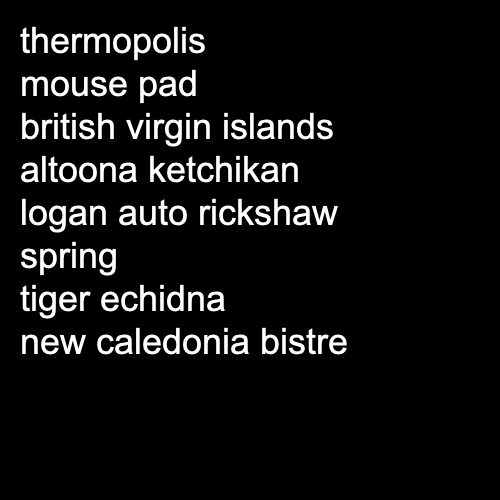 thermopolis
mouse pad
british virgin islands
altoona ketchikan
logan auto rickshaw
spring
tiger echidna
new caledonia bistre